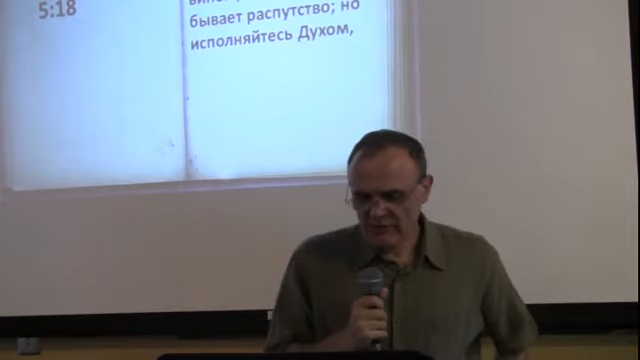 5:18
бывает распутство; но
исполняйтесь Духом,